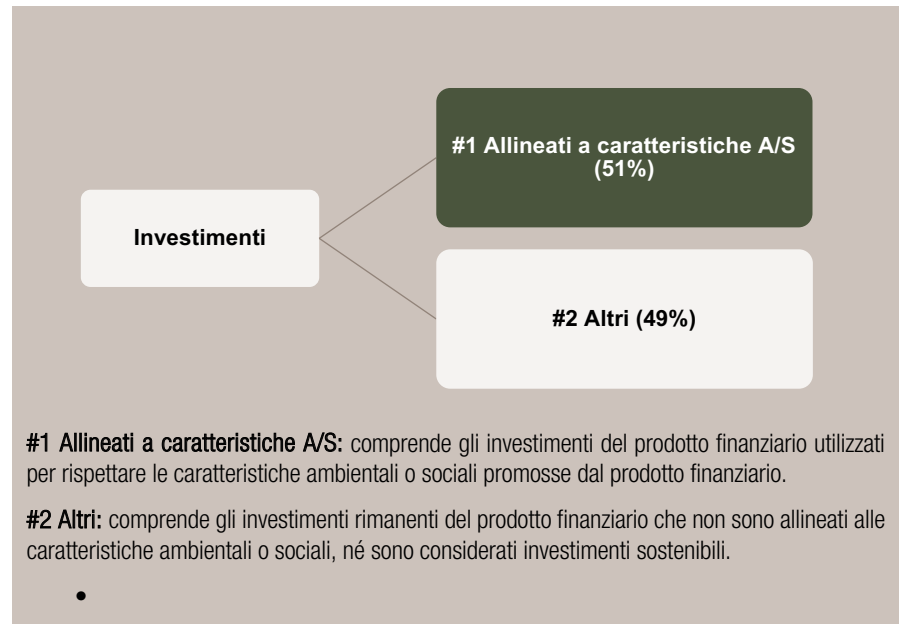 #1 Allineati a caratteristiche A/S
(51%)
Investimenti
#2 Altri (49%)
#1 Allineati a caratteristiche A/S: comprende gli investimenti del prodotto finanziario utilizzati
per rispettare le caratteristiche ambientali o sociali promosse dal prodotto finanziario.
#2 Altri: comprende gli investimenti rimanenti del prodotto finanziario che non sono allineati alle
caratteristiche ambientali o sociali, né sono considerati investimenti sostenibili.
•